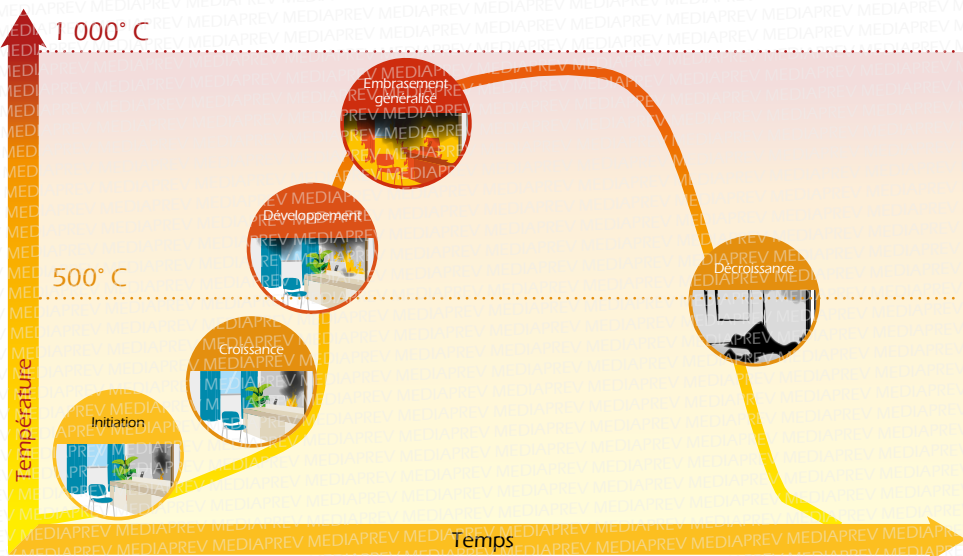 1 000° C
Embrasement
généralisé
Développement
500° C
Décroissance
Croissance
Température
Initiation
Temps
MEDIAPREV